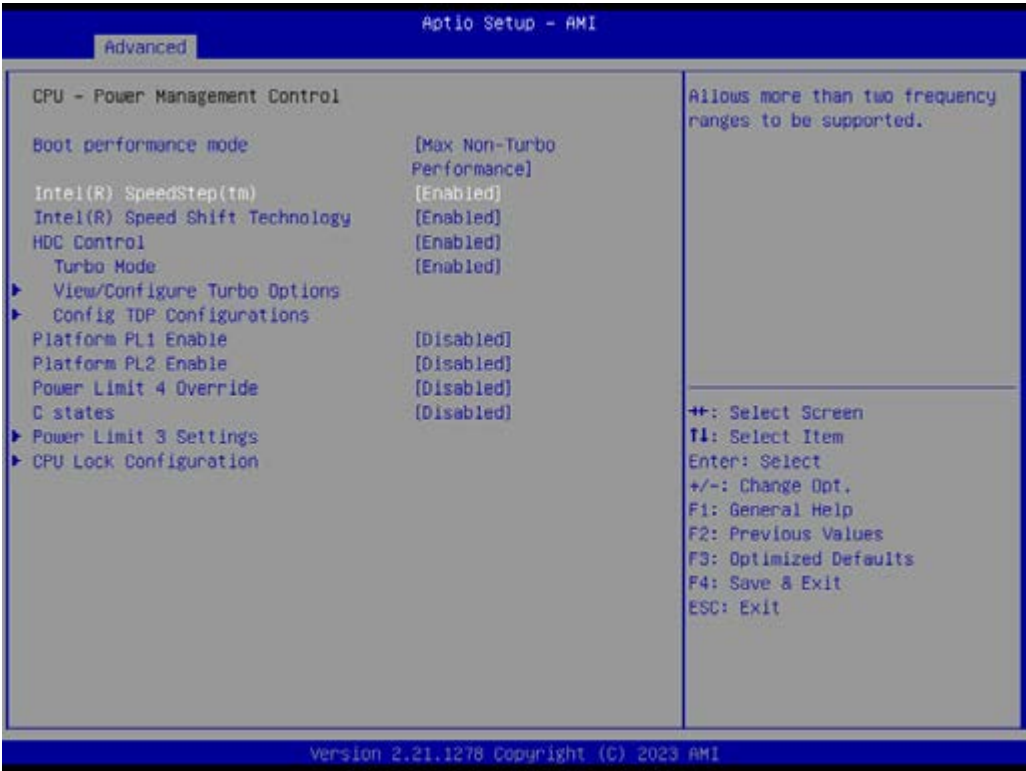 Aptio Setup – AMI
Advanced
CPU – Power Management Control
Boot performance mode [Max Non-Turbo
Performance]
Intel(R) SpeedStep(tm) [Enabled]
Intel(R) Speed Shift Technology [Enabled]
HDC Control [Enabled]
Turbo Mode [Enabled]
View/Configure Turbo Options
Config TDP Configurations
Platform PL1 Enable [Disabled]
Platform PL2 Enable [Disabled]
Power Limit 4 Override [Disabled]
C states [Disabled]
Power Limit 3 Settings
CPU Lock Configuration
Allows more than two frequency
ranges to be supported.
→←: Select Screen
↑↓: Select Item
Enter: Select
+/-: Change Opt.
F1: General Help
F2: Previous Values
F3: Optimized Defaults
F4: Save & Exit
ESC: Exit
Version 2.21.1278 Copyright (C) 2023 AMI